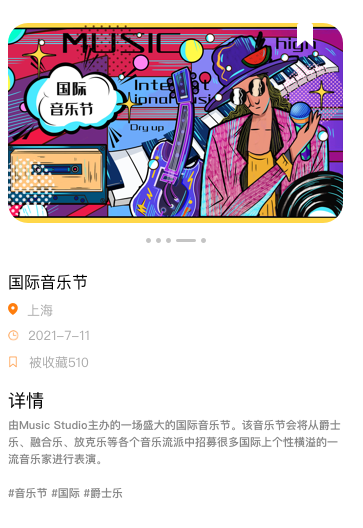 MUSIC
high
国际
音乐节
Dry up
国际音乐节
上海
2021-7-11
被收藏510
详情
由Music Studio主办的一场盛大的国际音乐节。该音乐节会将从爵士
乐、融合乐、放克乐等各个音乐流派中招募很多国际上个性横溢的一
流音乐家进行表演。
#音乐节 #国际 #爵士乐